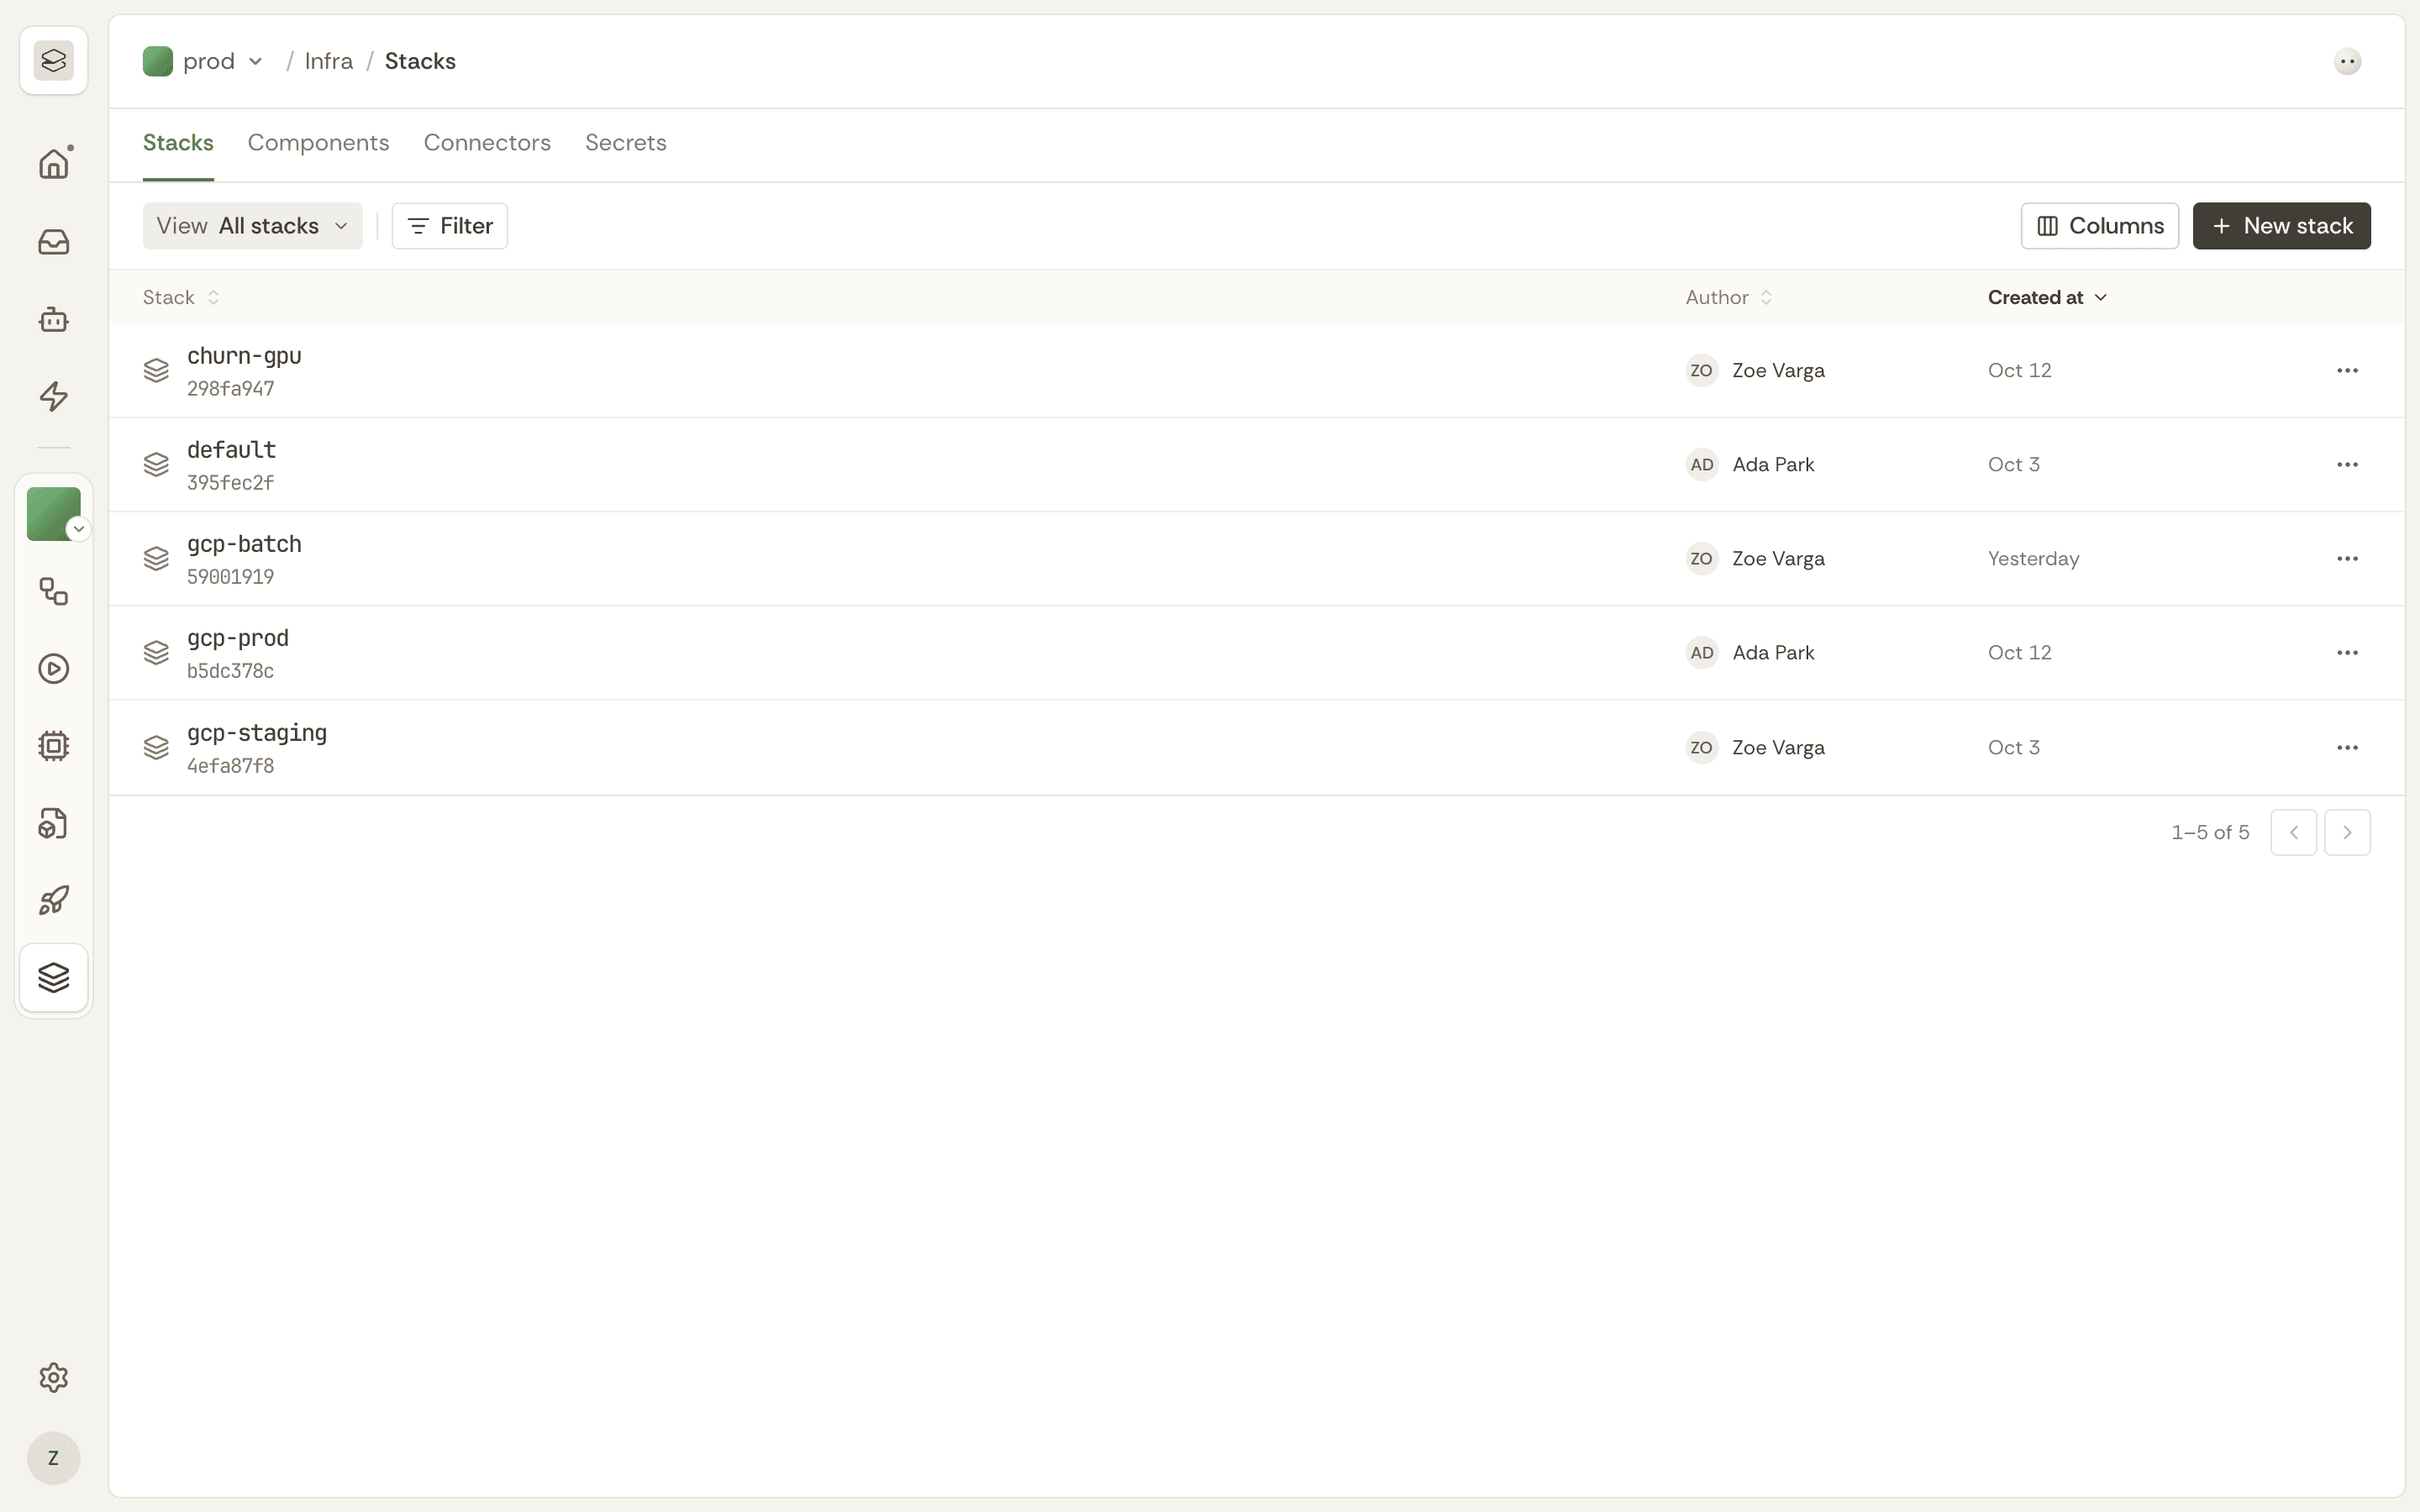 prod / Infra / Stacks
Stacks Components Connectors Secrets
View All stacks Filter Columns New stack
Stack Author Created at
churn-gpu
298fa947
ZO Zoe Varga Oct 12
default
395fec2f
AD Ada Park Oct 3
gcp-batch
59001919
ZO Zoe Varga Yesterday
gcp-prod
b5dc378c
AD Ada Park Oct 12
gcp-staging
4efa87f8
ZO Zoe Varga Oct 3
1–5 of 5
Z